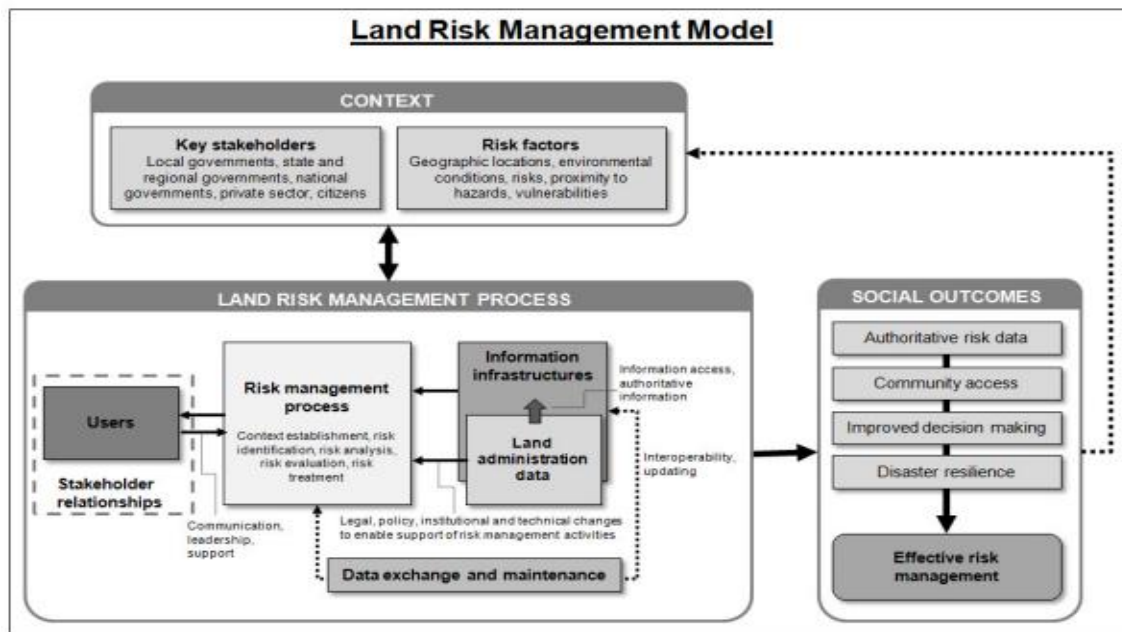 Land Risk Management Model
CONTEXT
Key stakeholders
Local governments, state and
regional governments, national
governments, private sector, citizens
Risk factors
Geographic locations, environmental
conditions, risks, proximity to
hazards, vulnerabilities
LAND RISK MANAGEMENT PROCESS
Users
Stakeholder
relationships
Communication,
leadership,
support
Risk management
process
Context establishment, risk
identification, risk analysis,
risk evaluation, risk
treatment
Information
infrastructures
Land
administration
data
Information access,
authoritative
information
Interoperability,
updating
Legal, policy, institutional and technical changes
to enable support of risk management activities
Data exchange and maintenance
SOCIAL OUTCOMES
Authoritative risk data
Community access
Improved decision making
Disaster resilience
Effective risk
management